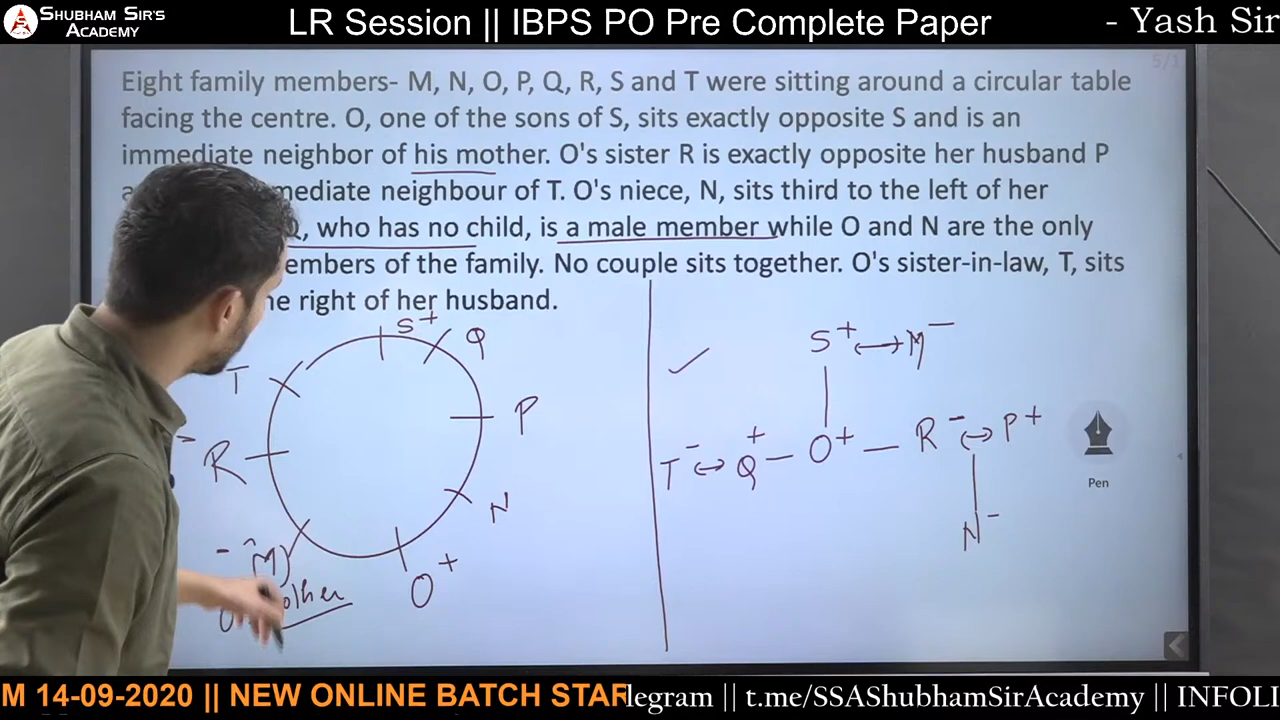 SHUBHAM SIR'S
ACADEMY
LR Session || IBPS PO Pre Complete Paper
- Yash Sir
5/1
Eight family members- M, N, O, P, Q, R, S and T were sitting around a circular table
facing the centre. O, one of the sons of S, sits exactly opposite S and is an
immediate neighbor of his mother. O's sister R is exactly opposite her husband P
mediate neighbour of T. O's niece, N, sits third to the left of her
Q, who has no child, is a male member while O and N are the only
embers of the family. No couple sits together. O's sister-in-law, T, sits
he right of her husband.
S+
Q
T
P
- R
N
- M
O+
other
S+ ↔ M-
T- ↔ Q+ - O+ - R- ↔ P+
N-
Pen
M 14-09-2020 || NEW ONLINE BATCH STAR
legram || t.me/SSAShubhamSirAcademy || INFOLI